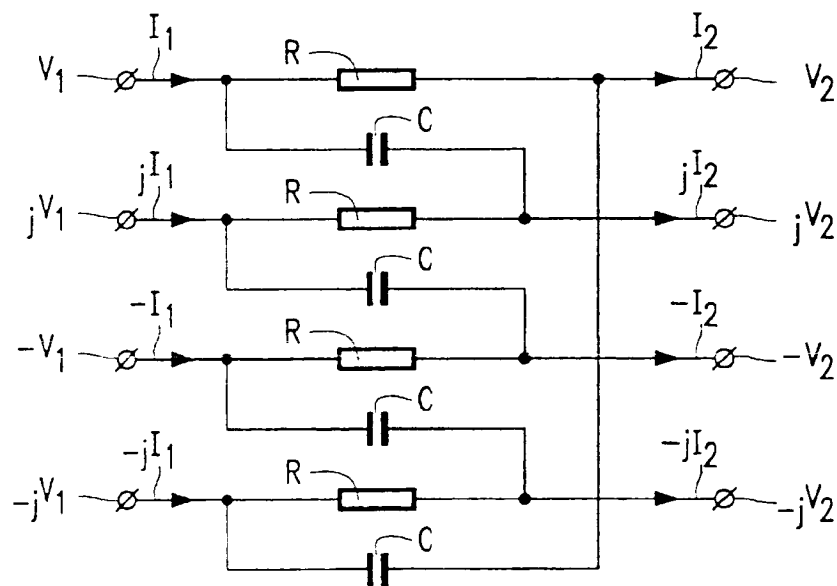 I₁ R I₂
V₁ V₂
C
jI₁ R jI₂
jV₁ jV₂
C
-I₁ R -I₂
-V₁ -V₂
C
-jI₁ R -jI₂
-jV₁ -jV₂
C